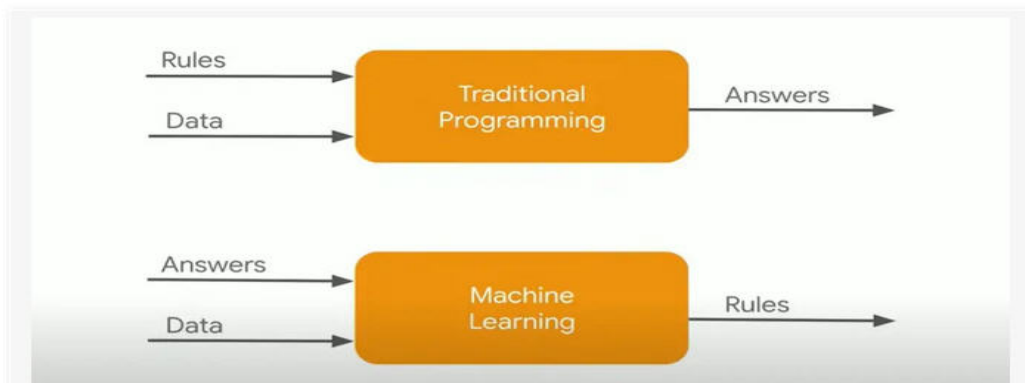 Rules
Data
Traditional
Programming
Answers
Answers
Data
Machine
Learning
Rules